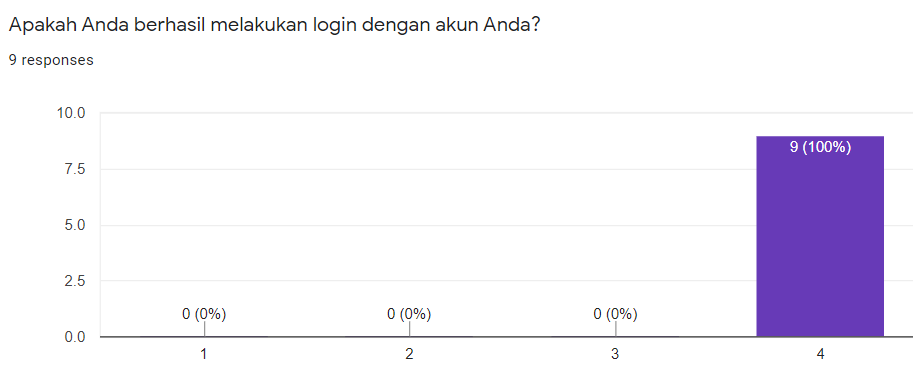 Apakah Anda berhasil melakukan login dengan akun Anda?
9 responses
10.0
9 (100%)
7.5
5.0
2.5
0 (0%) 0 (0%) 0 (0%)
0.0
1 2 3 4